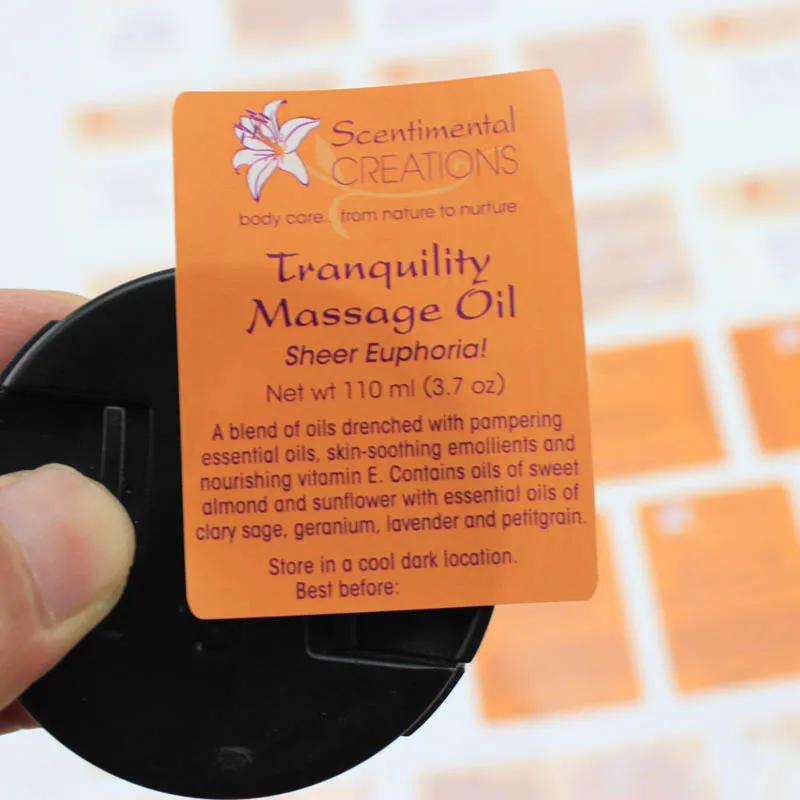 Scentimental
CREATIONS
body care.. from nature to nurture
Tranquility
Massage Oil
Sheer Euphoria!
Net wt 110 ml (3.7 oz)
A blend of oils drenched with pampering
essential oils, skin-soothing emollients and
nourishing vitamin E. Contains oils of sweet
almond and sunflower with essential oils of
clary sage, geranium, lavender and petitgrain.
Store in a cool dark location.
Best before: